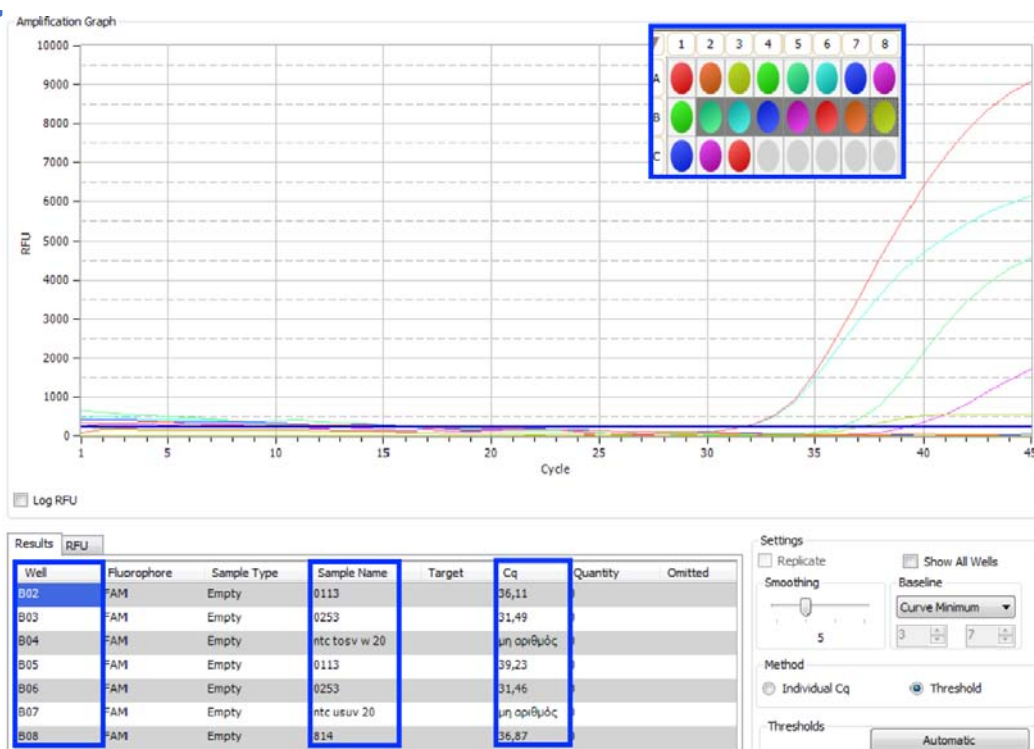 Amplification Graph
10000
9000
8000
7000
6000
5000
4000
3000
2000
1000
0
RFU
1 5 10 15 20 25 30 35 40 45
Cycle
1 2 3 4 5 6 7 8
A
B
C
Log RFU
Results RFU
Well Fluorophore Sample Type Sample Name Target Cq Quantity Omitted
B02 FAM Empty 0113 36,11
B03 FAM Empty 0253 31,49
B04 FAM Empty ntc tosv w 20 μη αριθμός
B05 FAM Empty 0113 39,23
B06 FAM Empty 0253 31,46
B07 FAM Empty ntc usuv 20 μη αριθμός
B08 FAM Empty 814 36,87
Settings
Replicate Show All Wells
Smoothing Baseline
Curve Minimum
5 3 7
Method
Individual Cq Threshold
Thresholds
Automatic